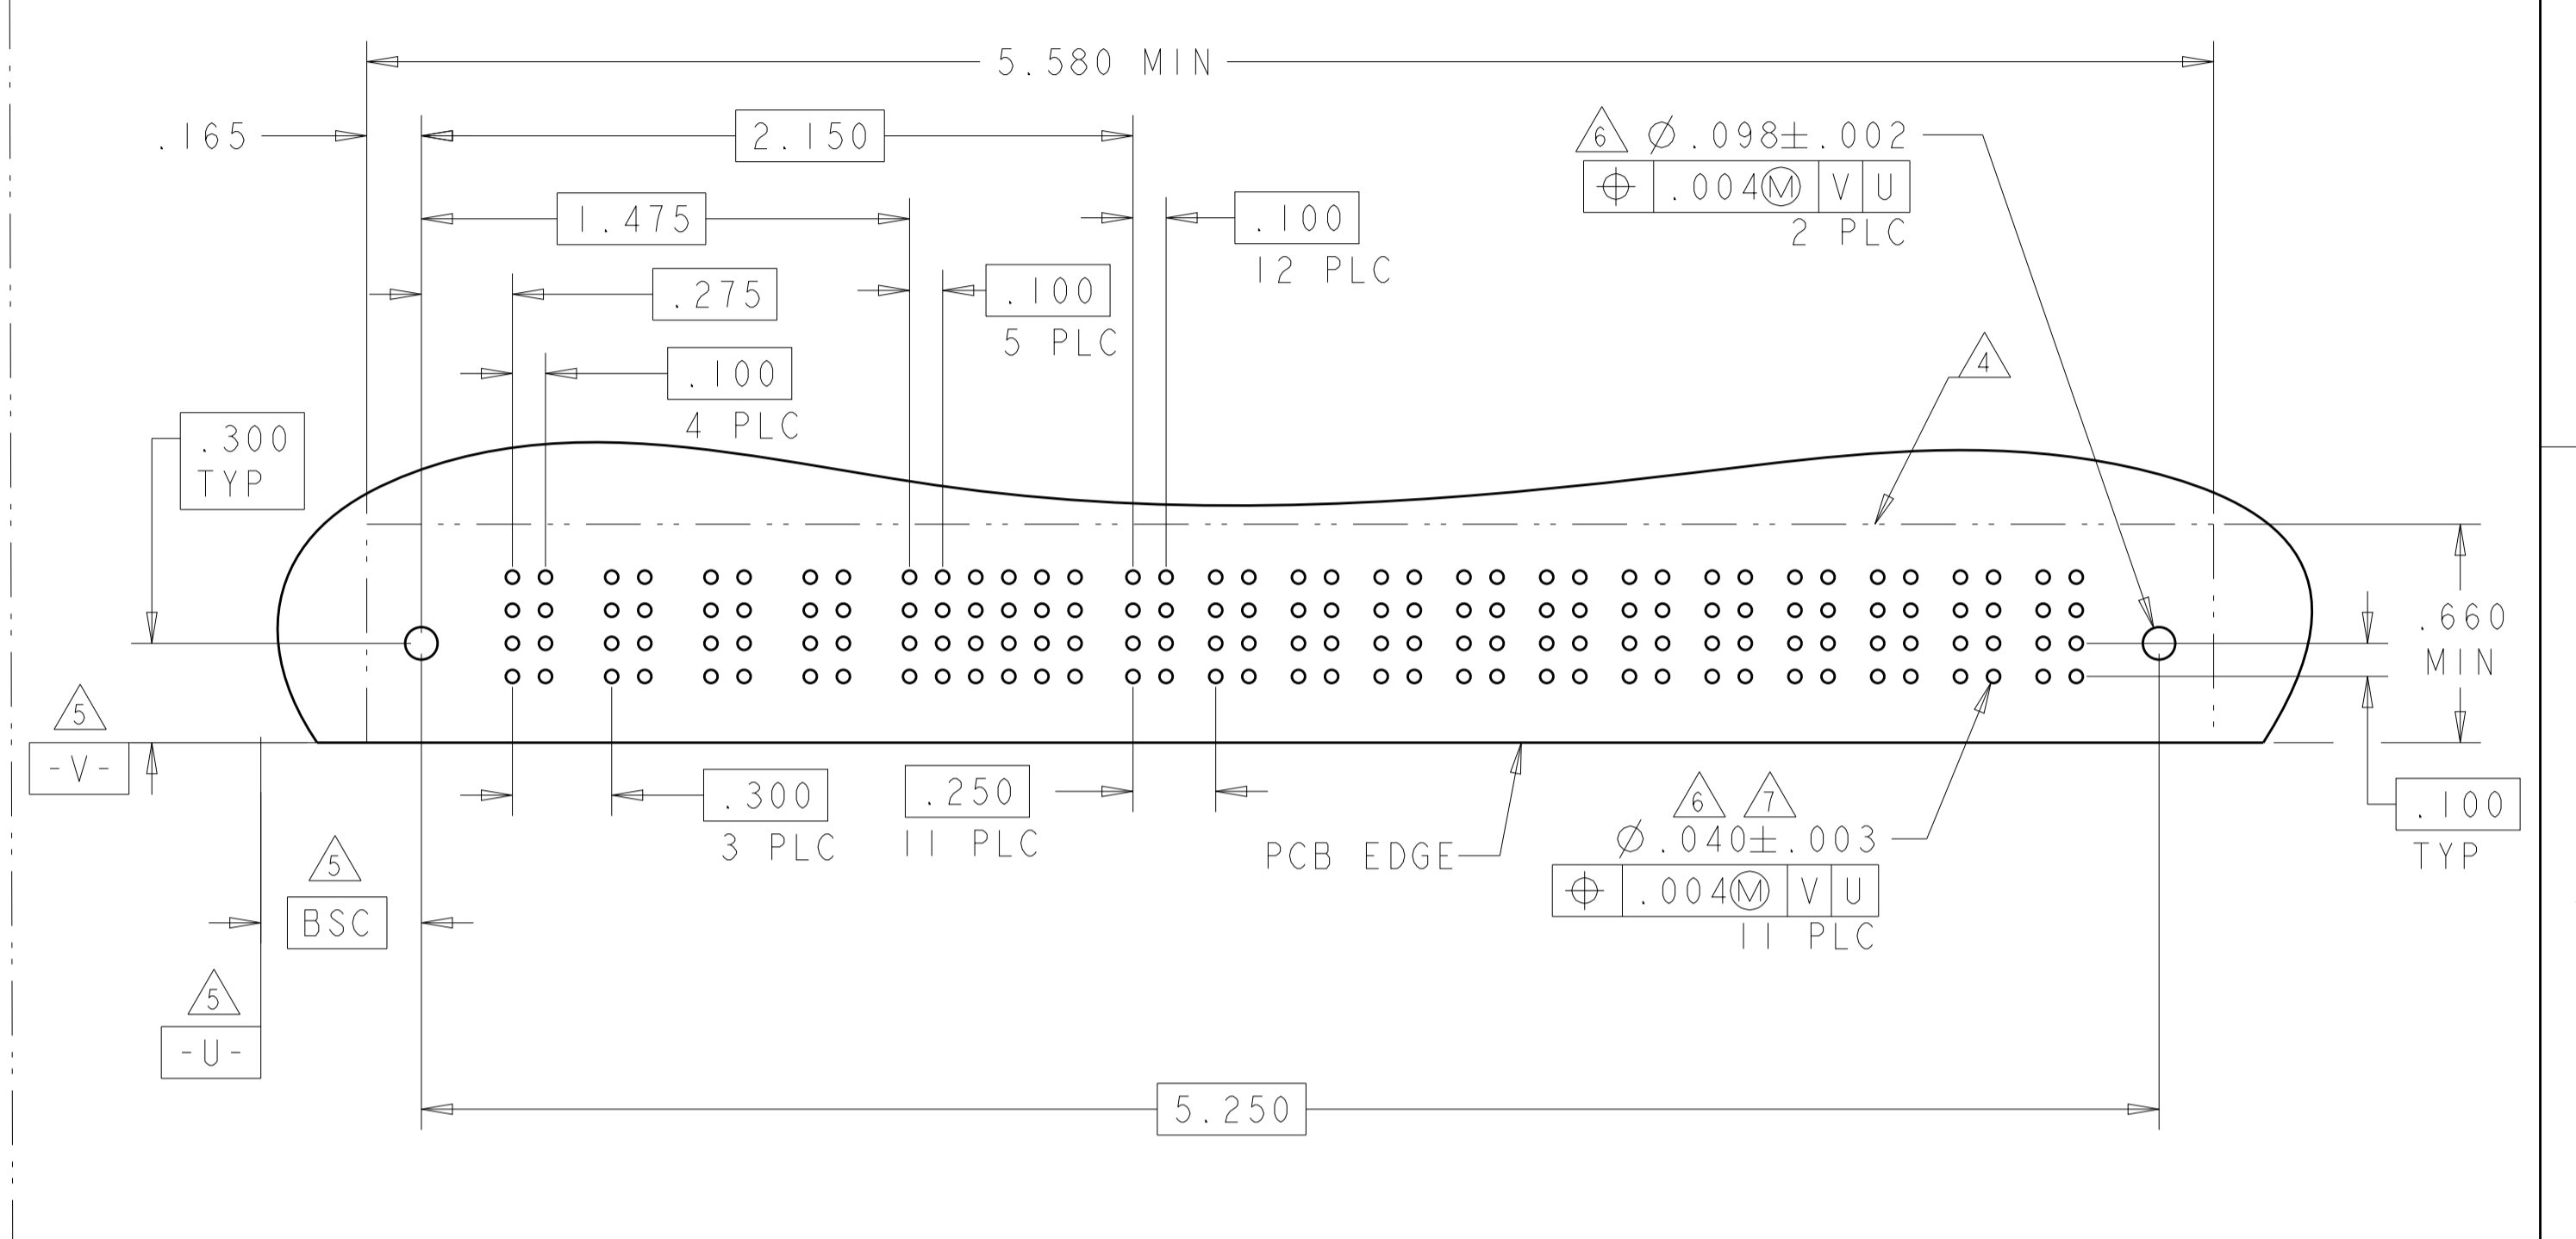 5.580 MIN
.165
2.150
6 Ø.098±.002
⌖ .004Ⓜ V U
2 PLC
1.475
.100
12 PLC
.275
.100
5 PLC
.100
4 PLC
4
.300
TYP
.660
MIN
5
-V-
.300
3 PLC
.250
11 PLC
PCB EDGE
6 7
Ø.040±.003
⌖ .004Ⓜ V U
11 PLC
.100
TYP
5
BSC
5
-U-
5.250